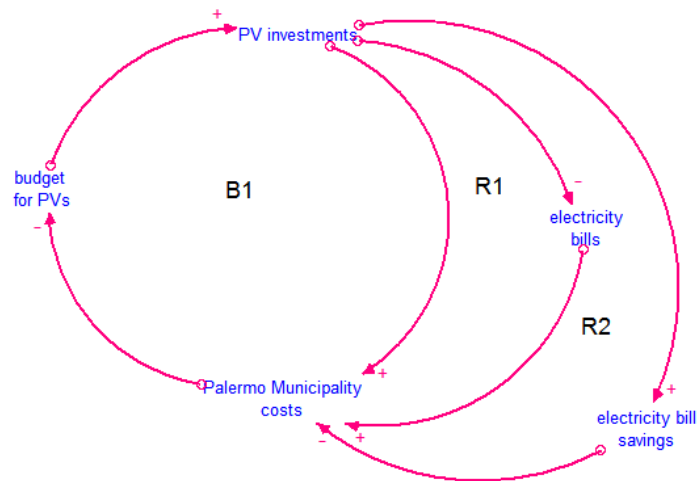 +
PV investments
budget
for PVs
B1
R1
−
electricity
bills
R2
−
Palermo Municipality
costs
+
+
−
+
electricity bill
savings